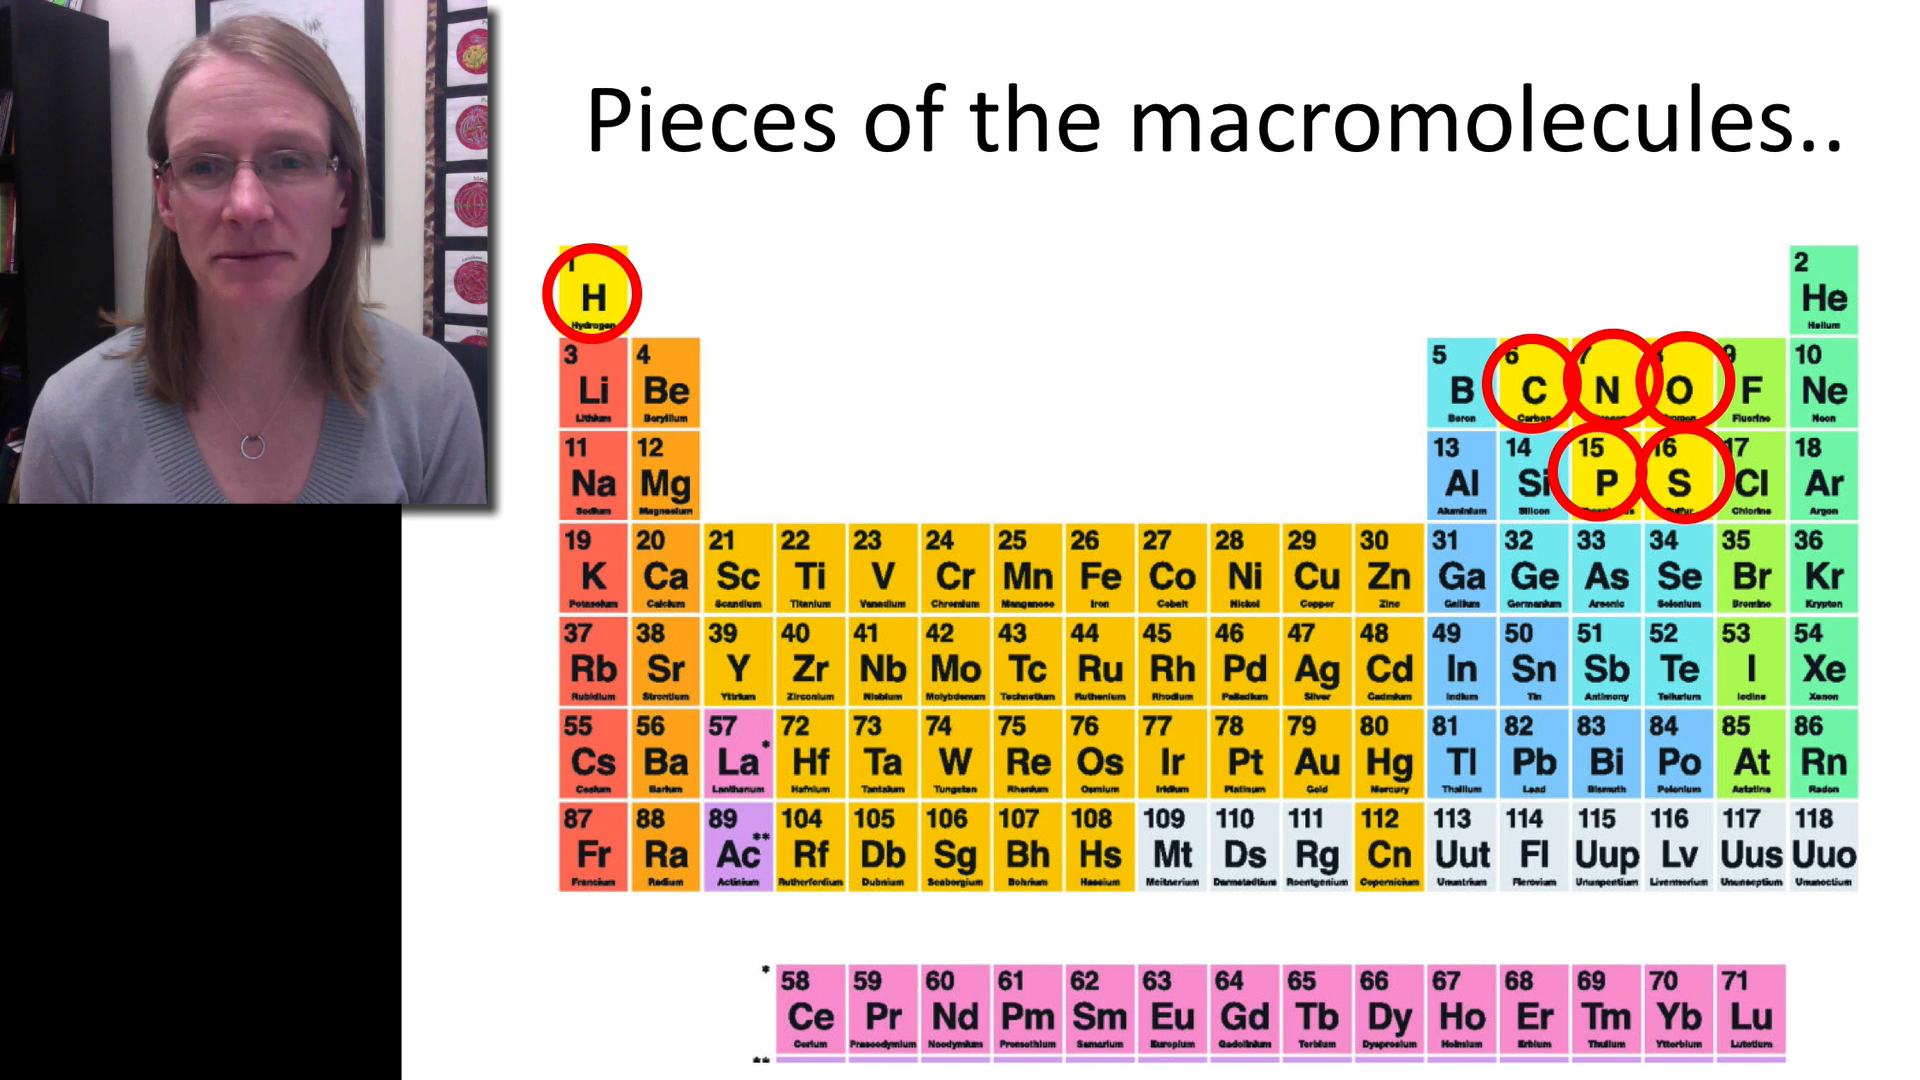 Pieces of the macromolecules..
1 2
H He
Hydrogen Helium
3 4 5 6 7 8 9 10
Li Be B C N O F Ne
Lithium Beryllium Boron Carbon Fluorine Neon
11 12 13 14 15 16 17 18
Na Mg Al Si P S Cl Ar
Sodium Magnesium Aluminium Silicon Sulfur Chlorine Argon
19 20 21 22 23 24 25 26 27 28 29 30 31 32 33 34 35 36
K Ca Sc Ti V Cr Mn Fe Co Ni Cu Zn Ga Ge As Se Br Kr
Potassium Calcium Scandium Titanium Vanadium Chromium Manganese Iron Cobalt Nickel Copper Zinc Gallium Germanium Arsenic Selenium Bromine Krypton
37 38 39 40 41 42 43 44 45 46 47 48 49 50 51 52 53 54
Rb Sr Y Zr Nb Mo Tc Ru Rh Pd Ag Cd In Sn Sb Te I Xe
Rubidium Strontium Yttrium Zirconium Niobium Molybdenum Technetium Ruthenium Rhodium Palladium Silver Cadmium Indium Tin Antimony Tellurium Iodine Xenon
55 56 57 72 73 74 75 76 77 78 79 80 81 82 83 84 85 86
Cs Ba La* Hf Ta W Re Os Ir Pt Au Hg Tl Pb Bi Po At Rn
Cesium Barium Lanthanum Hafnium Tantalum Tungsten Rhenium Osmium Iridium Platinum Gold Mercury Thallium Lead Bismuth Polonium Astatine Radon
87 88 89 104 105 106 107 108 109 110 111 112 113 114 115 116 117 118
Fr Ra Ac** Rf Db Sg Bh Hs Mt Ds Rg Cn Uut Fl Uup Lv Uus Uuo
Francium Radium Actinium Rutherfordium Dubnium Seaborgium Bohrium Hassium Meitnerium Darmstadtium Roentgenium Copernicium Ununtrium Flerovium Ununpentium Livermorium Ununseptium Ununoctium
* 58 59 60 61 62 63 64 65 66 67 68 69 70 71
Ce Pr Nd Pm Sm Eu Gd Tb Dy Ho Er Tm Yb Lu
Cerium Praseodymium Neodymium Promethium Samarium Europium Gadolinium Terbium Dysprosium Holmium Erbium Thulium Ytterbium Lutetium
**